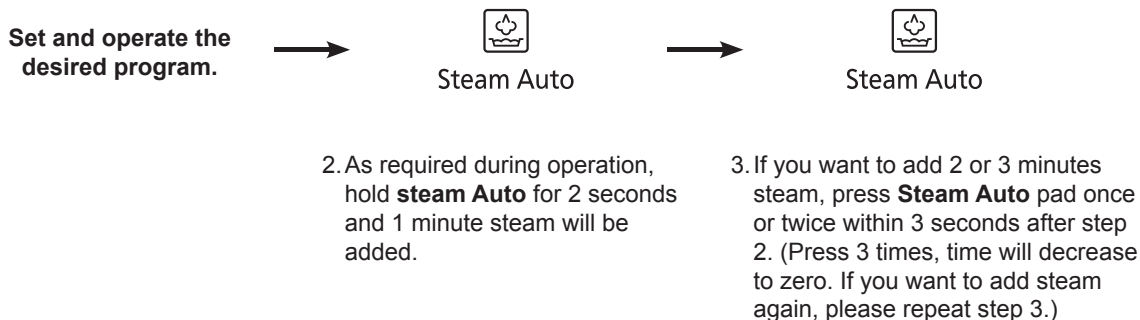 Set and operate the
desired program.
Steam Auto
Steam Auto
2. As required during operation,
hold steam Auto for 2 seconds
and 1 minute steam will be
added.
3. If you want to add 2 or 3 minutes
steam, press Steam Auto pad once
or twice within 3 seconds after step
2. (Press 3 times, time will decrease
to zero. If you want to add steam
again, please repeat step 3.)